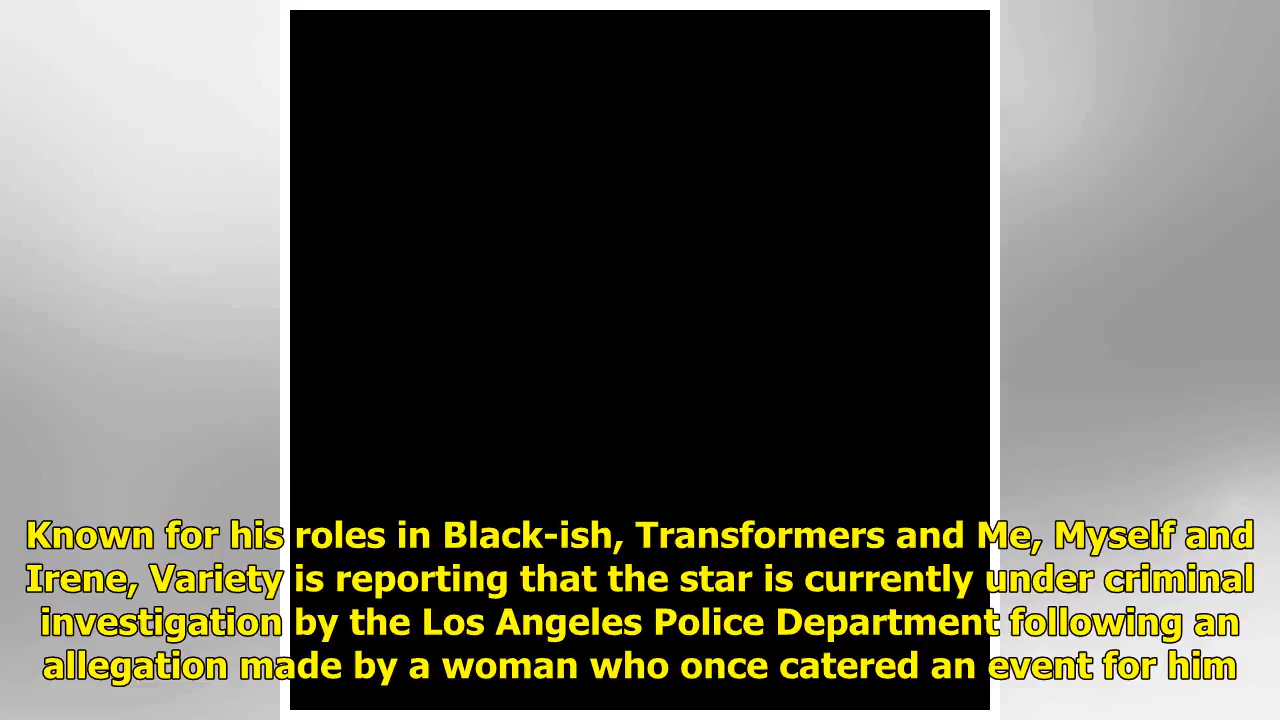 Known for his roles in Black-ish, Transformers and Me, Myself and
Irene, Variety is reporting that the star is currently under criminal
investigation by the Los Angeles Police Department following an
allegation made by a woman who once catered an event for him